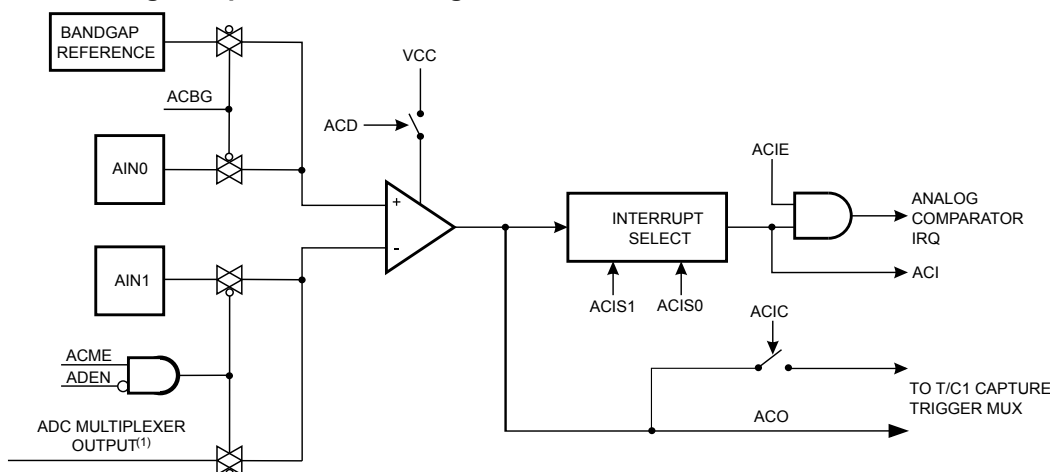 BANDGAP
REFERENCE
VCC
ACBG
ACD
AIN0
ACIE
+
-
INTERRUPT
SELECT
ANALOG
COMPARATOR
IRQ
AIN1
ACI
ACIS1
ACIS0
ACIC
ACME
ADEN
TO T/C1 CAPTURE
TRIGGER MUX
ADC MULTIPLEXER
OUTPUT(1)
ACO